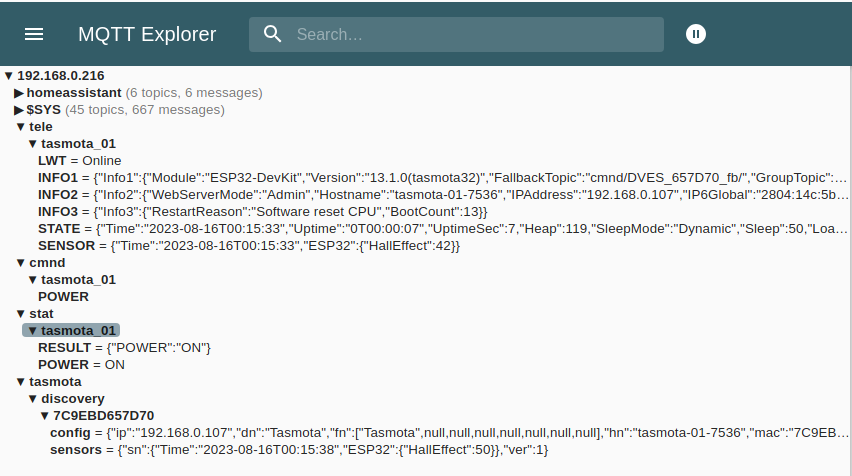 MQTT Explorer
Search…
▼ 192.168.0.216
▶ homeassistant (6 topics, 6 messages)
▶ $SYS (45 topics, 667 messages)
▼ tele
▼ tasmota_01
LWT = Online
INFO1 = {"Info1":{"Module":"ESP32-DevKit","Version":"13.1.0(tasmota32)","FallbackTopic":"cmnd/DVES_657D70_fb/","GroupTopic":…
INFO2 = {"Info2":{"WebServerMode":"Admin","Hostname":"tasmota-01-7536","IPAddress":"192.168.0.107","IP6Global":"2804:14c:5b…
INFO3 = {"Info3":{"RestartReason":"Software reset CPU","BootCount":13}}
STATE = {"Time":"2023-08-16T00:15:33","Uptime":"0T00:00:07","UptimeSec":7,"Heap":119,"SleepMode":"Dynamic","Sleep":50,"Loa…
SENSOR = {"Time":"2023-08-16T00:15:33","ESP32":{"HallEffect":42}}
▼ cmnd
▼ tasmota_01
POWER
▼ stat
▼ tasmota_01
RESULT = {"POWER":"ON"}
POWER = ON
▼ tasmota
▼ discovery
▼ 7C9EBD657D70
config = {"ip":"192.168.0.107","dn":"Tasmota","fn":["Tasmota",null,null,null,null,null,null,null],"hn":"tasmota-01-7536","mac":"7C9EB…
sensors = {"sn":{"Time":"2023-08-16T00:15:38","ESP32":{"HallEffect":50}},"ver":1}